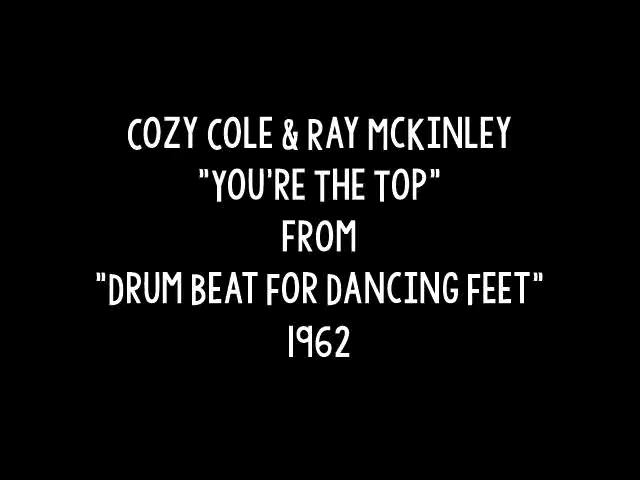 COZY COLE & RAY MCKINLEY
"YOU'RE THE TOP"
FROM
"DRUM BEAT FOR DANCING FEET"
1962